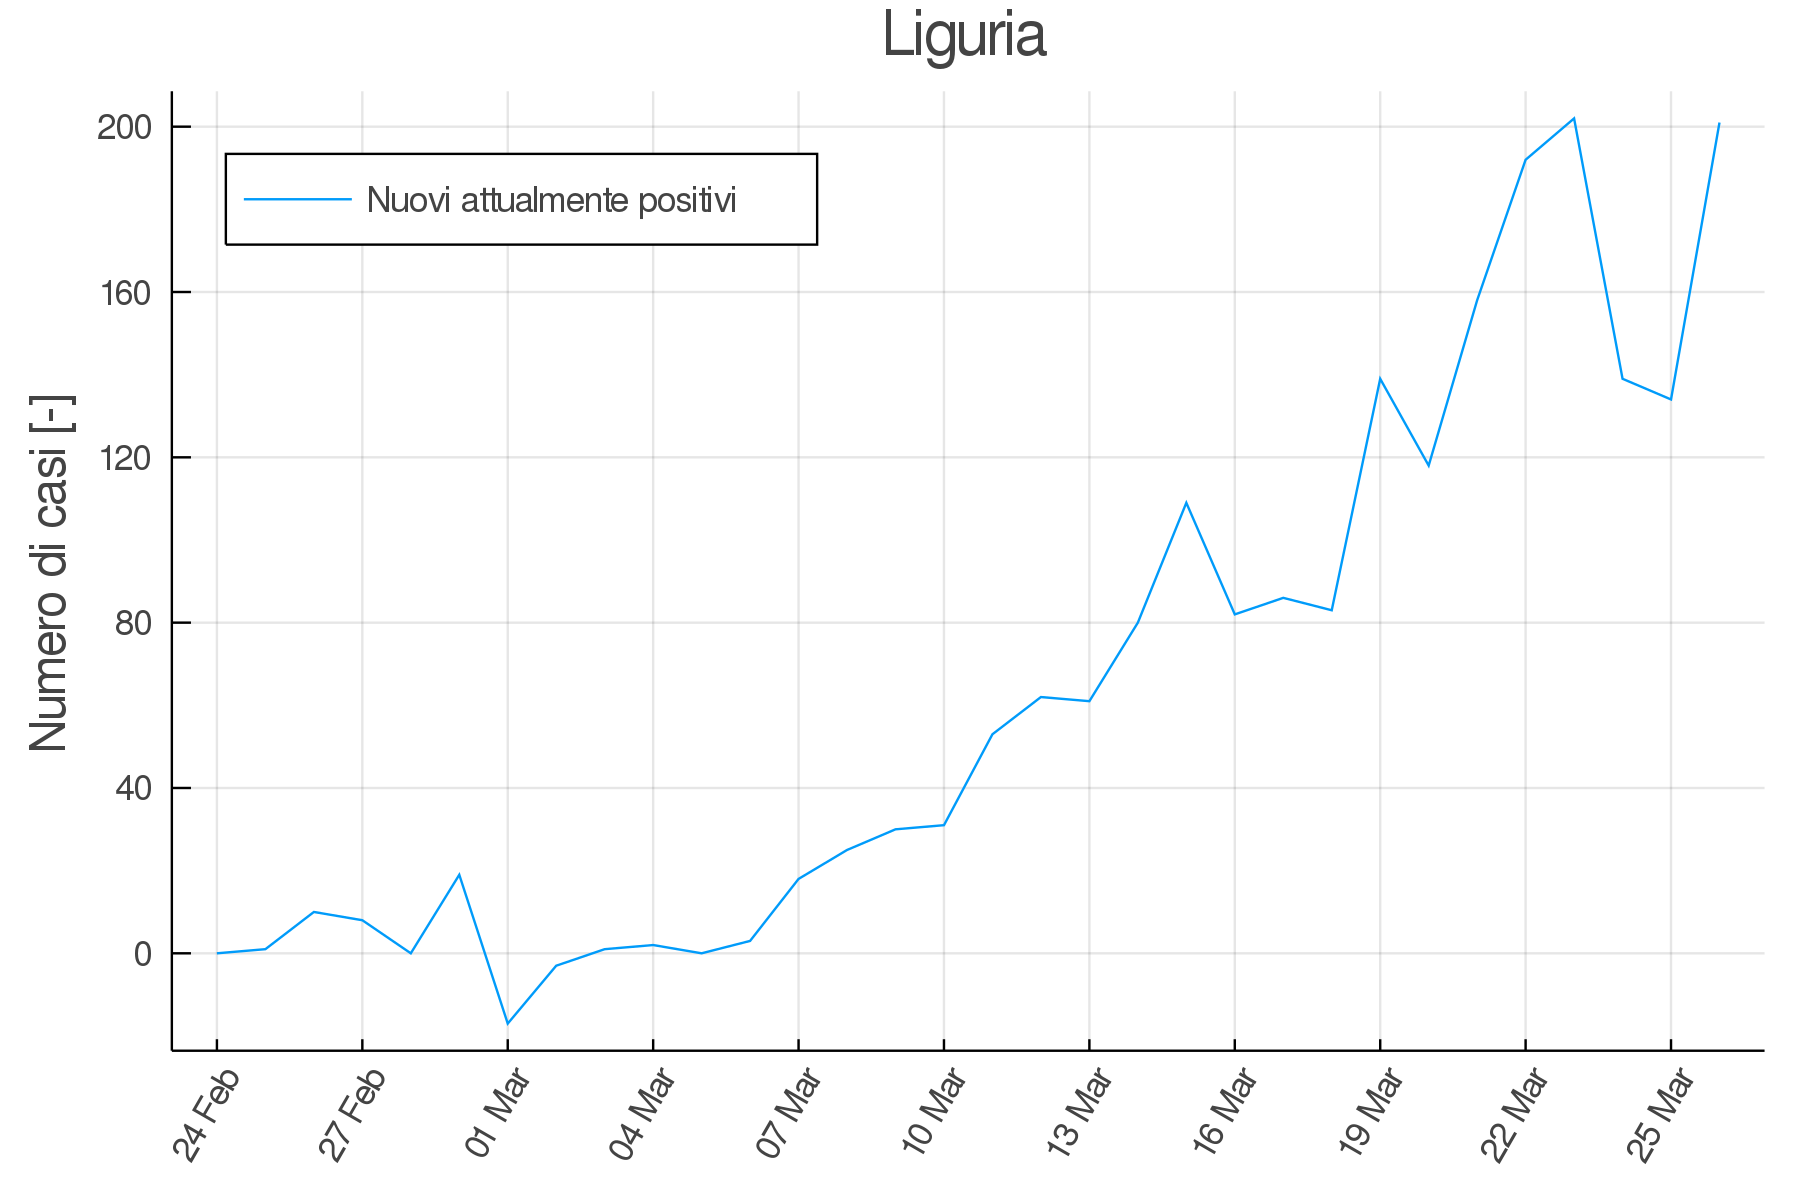 Liguria
200
160
120
80
40
0
Numero di casi [-]
Nuovi attualmente positivi
24 Feb
27 Feb
01 Mar
04 Mar
07 Mar
10 Mar
13 Mar
16 Mar
19 Mar
22 Mar
25 Mar